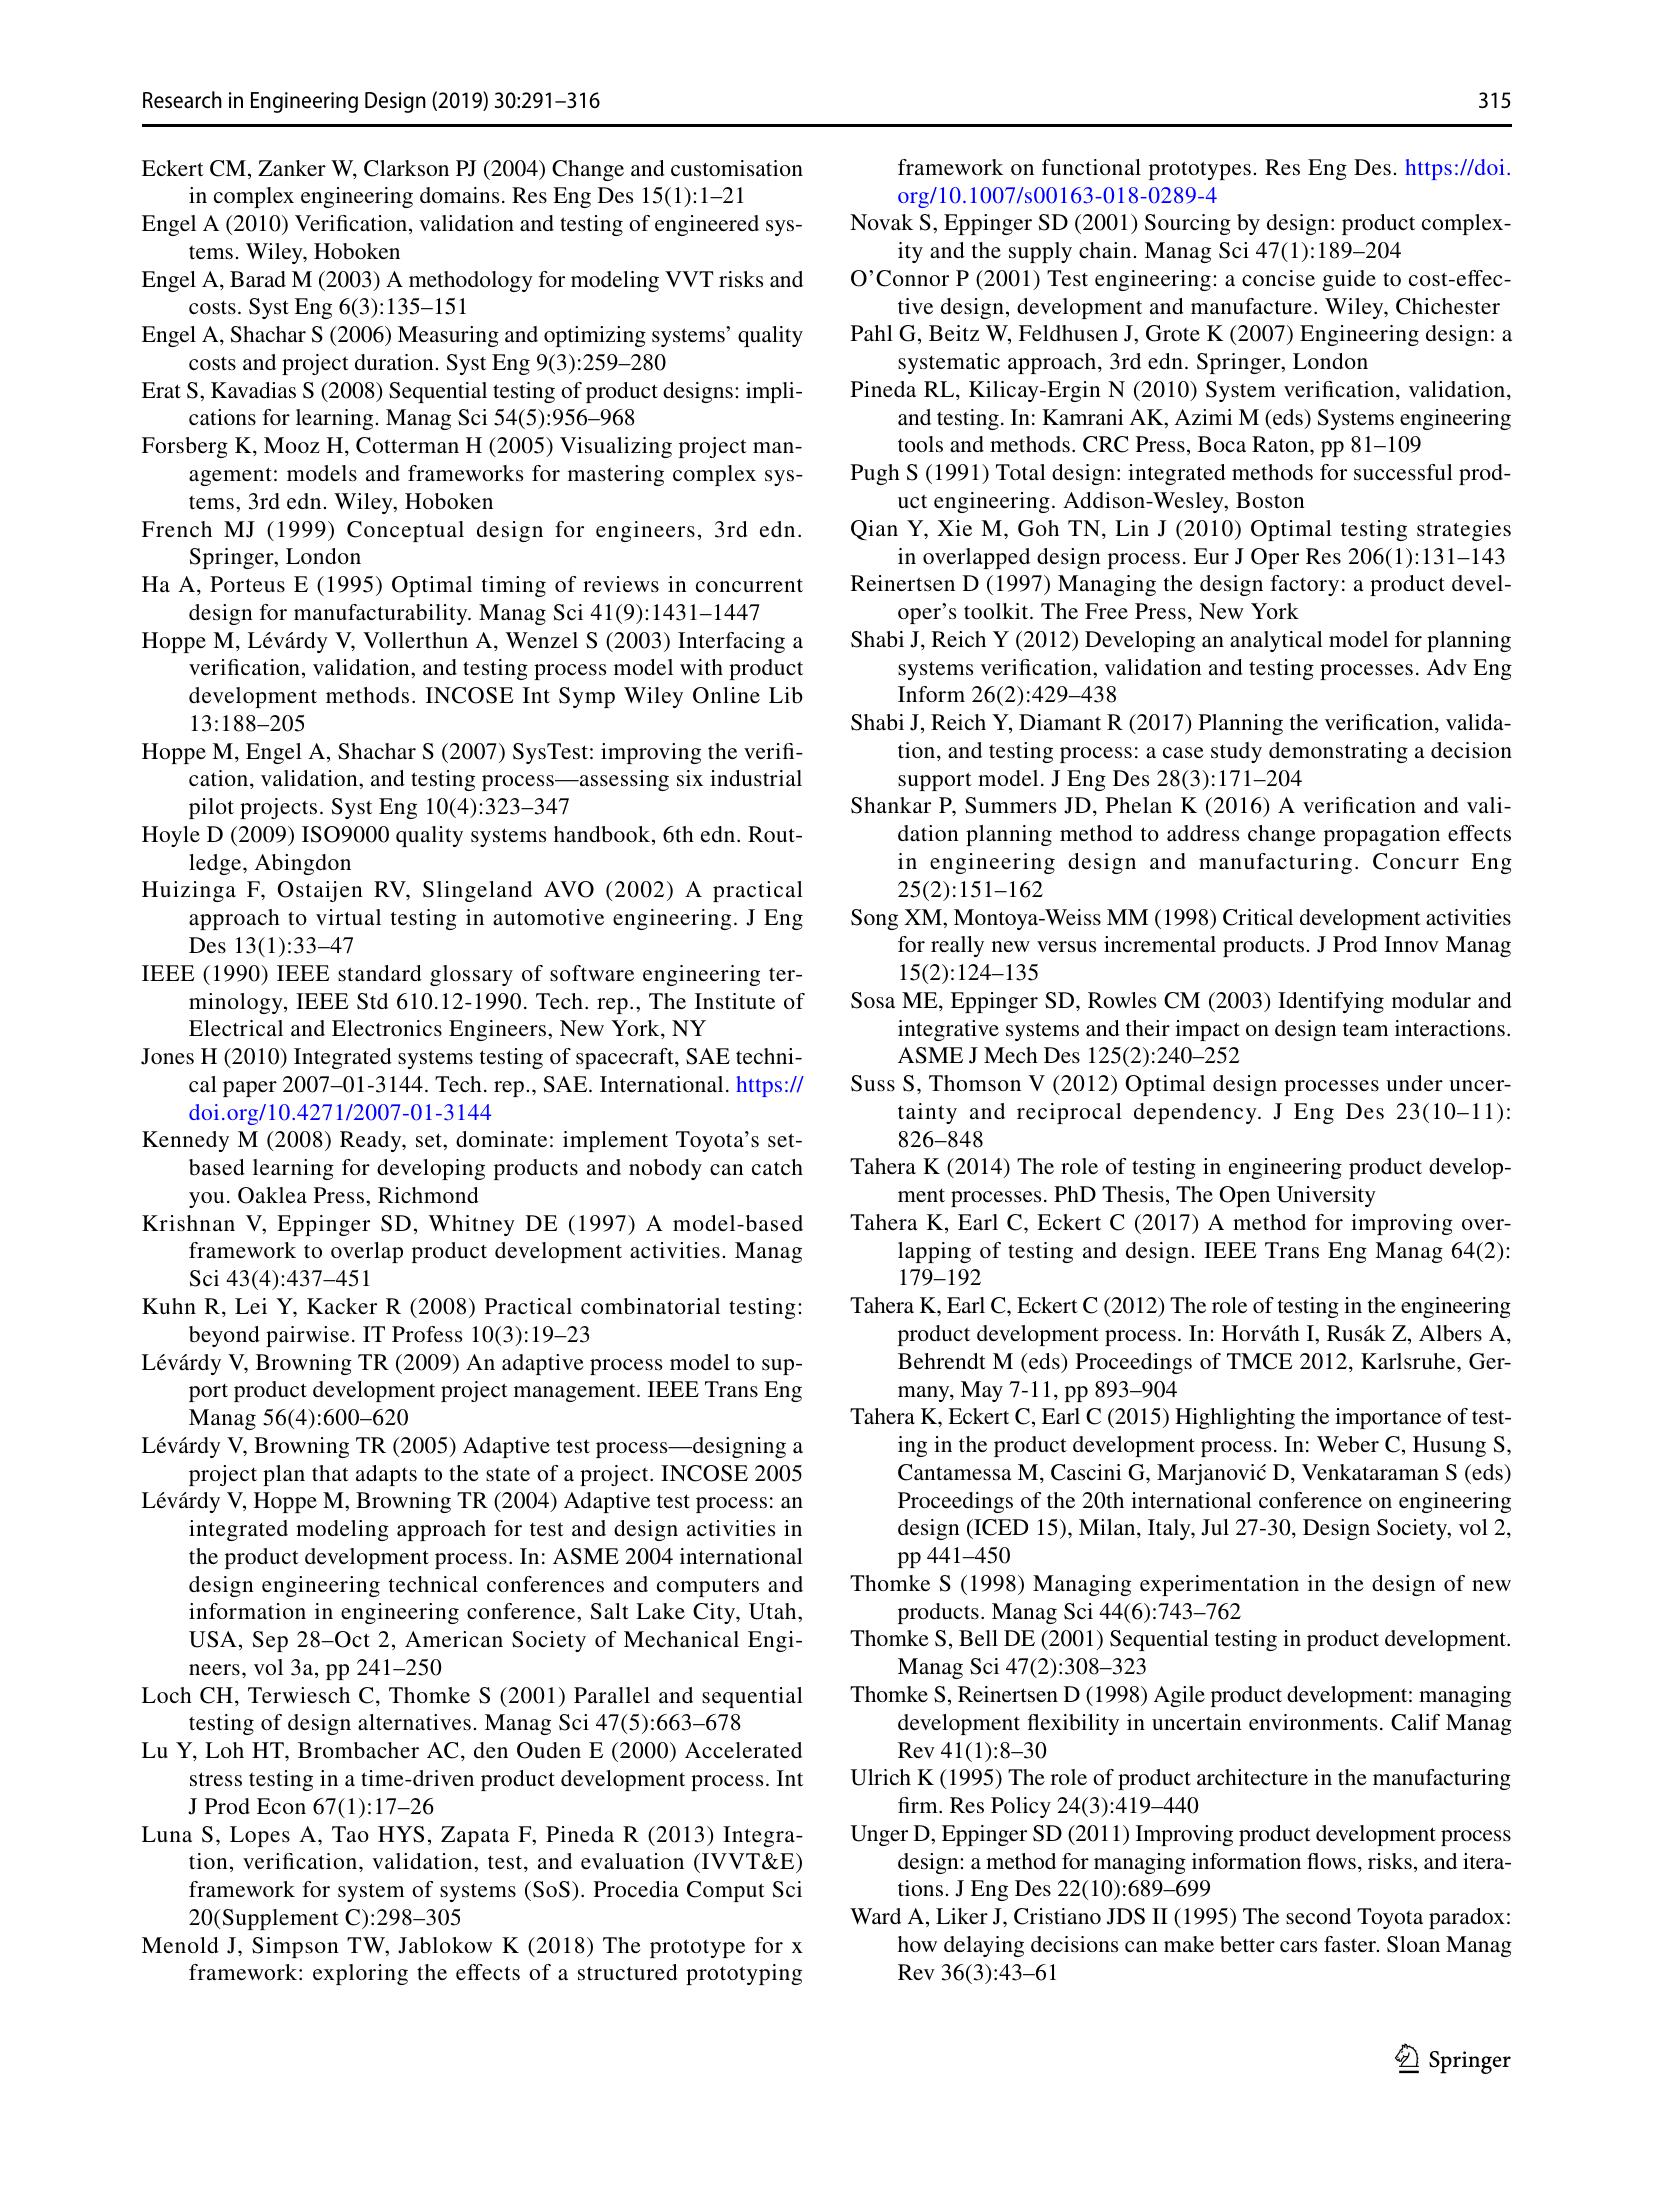 Research in Engineering Design (2019) 30:291–316
315
Eckert CM, Zanker W, Clarkson PJ (2004) Change and customisation
in complex engineering domains. Res Eng Des 15(1):1–21
Engel A (2010) Verification, validation and testing of engineered sys-
tems. Wiley, Hoboken
Engel A, Barad M (2003) A methodology for modeling VVT risks and
costs. Syst Eng 6(3):135–151
Engel A, Shachar S (2006) Measuring and optimizing systems’ quality
costs and project duration. Syst Eng 9(3):259–280
Erat S, Kavadias S (2008) Sequential testing of product designs: impli-
cations for learning. Manag Sci 54(5):956–968
Forsberg K, Mooz H, Cotterman H (2005) Visualizing project man-
agement: models and frameworks for mastering complex sys-
tems, 3rd edn. Wiley, Hoboken
French MJ (1999) Conceptual design for engineers, 3rd edn.
Springer, London
Ha A, Porteus E (1995) Optimal timing of reviews in concurrent
design for manufacturability. Manag Sci 41(9):1431–1447
Hoppe M, Lévárdy V, Vollerthun A, Wenzel S (2003) Interfacing a
verification, validation, and testing process model with product
development methods. INCOSE Int Symp Wiley Online Lib
13:188–205
Hoppe M, Engel A, Shachar S (2007) SysTest: improving the verifi-
cation, validation, and testing process—assessing six industrial
pilot projects. Syst Eng 10(4):323–347
Hoyle D (2009) ISO9000 quality systems handbook, 6th edn. Rout-
ledge, Abingdon
Huizinga F, Ostaijen RV, Slingeland AVO (2002) A practical
approach to virtual testing in automotive engineering. J Eng
Des 13(1):33–47
IEEE (1990) IEEE standard glossary of software engineering ter-
minology, IEEE Std 610.12-1990. Tech. rep., The Institute of
Electrical and Electronics Engineers, New York, NY
Jones H (2010) Integrated systems testing of spacecraft, SAE techni-
cal paper 2007–01-3144. Tech. rep., SAE. International. https://
doi.org/10.4271/2007-01-3144
Kennedy M (2008) Ready, set, dominate: implement Toyota’s set-
based learning for developing products and nobody can catch
you. Oaklea Press, Richmond
Krishnan V, Eppinger SD, Whitney DE (1997) A model-based
framework to overlap product development activities. Manag
Sci 43(4):437–451
Kuhn R, Lei Y, Kacker R (2008) Practical combinatorial testing:
beyond pairwise. IT Profess 10(3):19–23
Lévárdy V, Browning TR (2009) An adaptive process model to sup-
port product development project management. IEEE Trans Eng
Manag 56(4):600–620
Lévárdy V, Browning TR (2005) Adaptive test process—designing a
project plan that adapts to the state of a project. INCOSE 2005
Lévárdy V, Hoppe M, Browning TR (2004) Adaptive test process: an
integrated modeling approach for test and design activities in
the product development process. In: ASME 2004 international
design engineering technical conferences and computers and
information in engineering conference, Salt Lake City, Utah,
USA, Sep 28–Oct 2, American Society of Mechanical Engi-
neers, vol 3a, pp 241–250
Loch CH, Terwiesch C, Thomke S (2001) Parallel and sequential
testing of design alternatives. Manag Sci 47(5):663–678
Lu Y, Loh HT, Brombacher AC, den Ouden E (2000) Accelerated
stress testing in a time-driven product development process. Int
J Prod Econ 67(1):17–26
Luna S, Lopes A, Tao HYS, Zapata F, Pineda R (2013) Integra-
tion, verification, validation, test, and evaluation (IVVT&E)
framework for system of systems (SoS). Procedia Comput Sci
20(Supplement C):298–305
Menold J, Simpson TW, Jablokow K (2018) The prototype for x
framework: exploring the effects of a structured prototyping
framework on functional prototypes. Res Eng Des. https://doi.
org/10.1007/s00163-018-0289-4
Novak S, Eppinger SD (2001) Sourcing by design: product complex-
ity and the supply chain. Manag Sci 47(1):189–204
O’Connor P (2001) Test engineering: a concise guide to cost-effec-
tive design, development and manufacture. Wiley, Chichester
Pahl G, Beitz W, Feldhusen J, Grote K (2007) Engineering design: a
systematic approach, 3rd edn. Springer, London
Pineda RL, Kilicay-Ergin N (2010) System verification, validation,
and testing. In: Kamrani AK, Azimi M (eds) Systems engineering
tools and methods. CRC Press, Boca Raton, pp 81–109
Pugh S (1991) Total design: integrated methods for successful prod-
uct engineering. Addison-Wesley, Boston
Qian Y, Xie M, Goh TN, Lin J (2010) Optimal testing strategies
in overlapped design process. Eur J Oper Res 206(1):131–143
Reinertsen D (1997) Managing the design factory: a product devel-
oper’s toolkit. The Free Press, New York
Shabi J, Reich Y (2012) Developing an analytical model for planning
systems verification, validation and testing processes. Adv Eng
Inform 26(2):429–438
Shabi J, Reich Y, Diamant R (2017) Planning the verification, valida-
tion, and testing process: a case study demonstrating a decision
support model. J Eng Des 28(3):171–204
Shankar P, Summers JD, Phelan K (2016) A verification and vali-
dation planning method to address change propagation effects
in engineering design and manufacturing. Concurr Eng
25(2):151–162
Song XM, Montoya-Weiss MM (1998) Critical development activities
for really new versus incremental products. J Prod Innov Manag
15(2):124–135
Sosa ME, Eppinger SD, Rowles CM (2003) Identifying modular and
integrative systems and their impact on design team interactions.
ASME J Mech Des 125(2):240–252
Suss S, Thomson V (2012) Optimal design processes under uncer-
tainty and reciprocal dependency. J Eng Des 23(10–11):
826–848
Tahera K (2014) The role of testing in engineering product develop-
ment processes. PhD Thesis, The Open University
Tahera K, Earl C, Eckert C (2017) A method for improving over-
lapping of testing and design. IEEE Trans Eng Manag 64(2):
179–192
Tahera K, Earl C, Eckert C (2012) The role of testing in the engineering
product development process. In: Horváth I, Rusák Z, Albers A,
Behrendt M (eds) Proceedings of TMCE 2012, Karlsruhe, Ger-
many, May 7-11, pp 893–904
Tahera K, Eckert C, Earl C (2015) Highlighting the importance of test-
ing in the product development process. In: Weber C, Husung S,
Cantamessa M, Cascini G, Marjanović D, Venkataraman S (eds)
Proceedings of the 20th international conference on engineering
design (ICED 15), Milan, Italy, Jul 27-30, Design Society, vol 2,
pp 441–450
Thomke S (1998) Managing experimentation in the design of new
products. Manag Sci 44(6):743–762
Thomke S, Bell DE (2001) Sequential testing in product development.
Manag Sci 47(2):308–323
Thomke S, Reinertsen D (1998) Agile product development: managing
development flexibility in uncertain environments. Calif Manag
Rev 41(1):8–30
Ulrich K (1995) The role of product architecture in the manufacturing
firm. Res Policy 24(3):419–440
Unger D, Eppinger SD (2011) Improving product development process
design: a method for managing information flows, risks, and itera-
tions. J Eng Des 22(10):689–699
Ward A, Liker J, Cristiano JDS II (1995) The second Toyota paradox:
how delaying decisions can make better cars faster. Sloan Manag
Rev 36(3):43–61
Springer